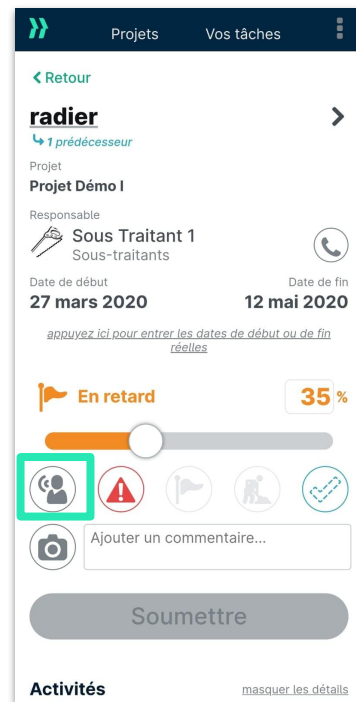 Projets Vos tâches
Retour
radier
1 prédécesseur
Projet
Projet Démo I
Responsable
Sous Traitant 1
Sous-traitants
Date de début Date de fin
27 mars 2020 12 mai 2020
appuyez ici pour entrer les dates de début ou de fin
réelles
En retard 35 %
Ajouter un commentaire...
Soumettre
Activités masquer les détails